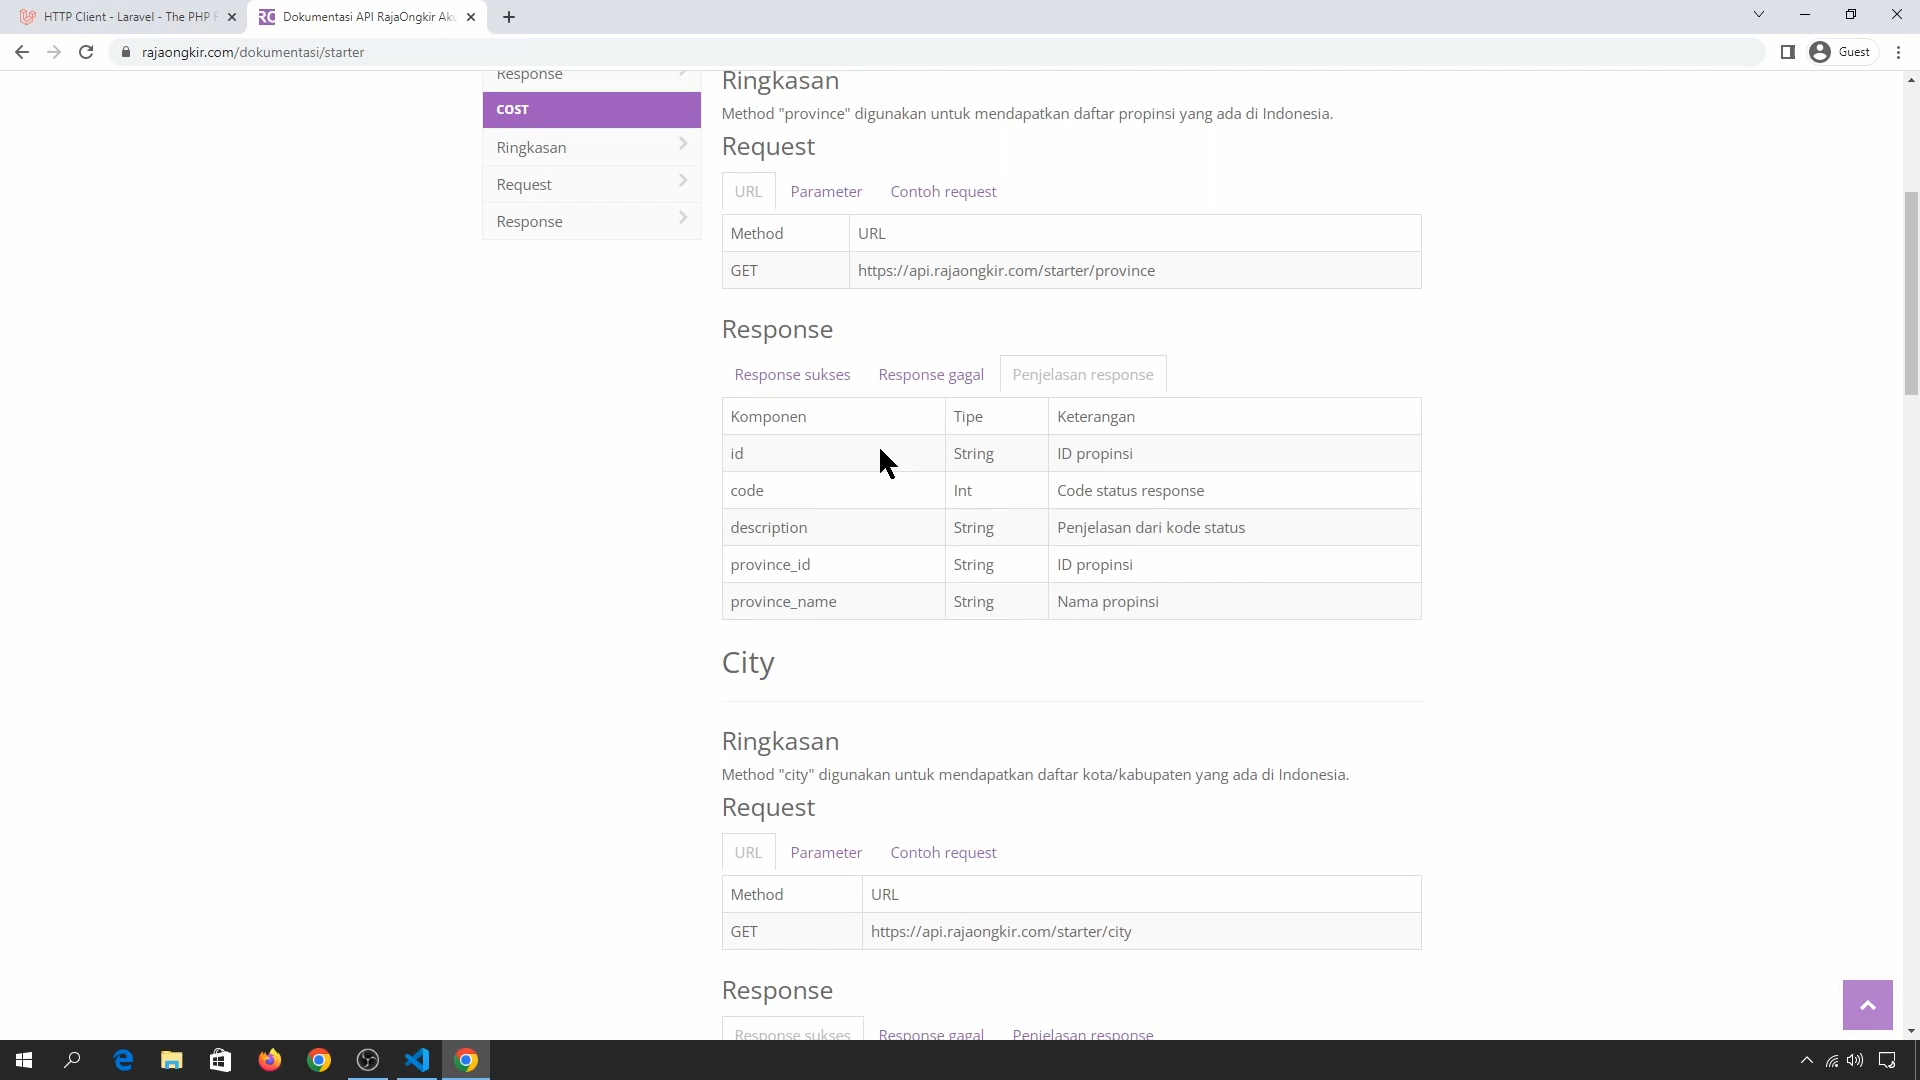 HTTP Client - Laravel - The PHP F
Dokumentasi API RajaOngkir Aku
rajaongkir.com/dokumentasi/starter
Guest
Response
COST
Ringkasan
Request
Response
Ringkasan
Method "province" digunakan untuk mendapatkan daftar propinsi yang ada di Indonesia.
Request
URL Parameter Contoh request
Method URL
GET https://api.rajaongkir.com/starter/province
Response
Response sukses Response gagal Penjelasan response
Komponen Tipe Keterangan
id String ID propinsi
code Int Code status response
description String Penjelasan dari kode status
province_id String ID propinsi
province_name String Nama propinsi
City
Ringkasan
Method "city" digunakan untuk mendapatkan daftar kota/kabupaten yang ada di Indonesia.
Request
URL Parameter Contoh request
Method URL
GET https://api.rajaongkir.com/starter/city
Response
Response sukses Response gagal Penjelasan response